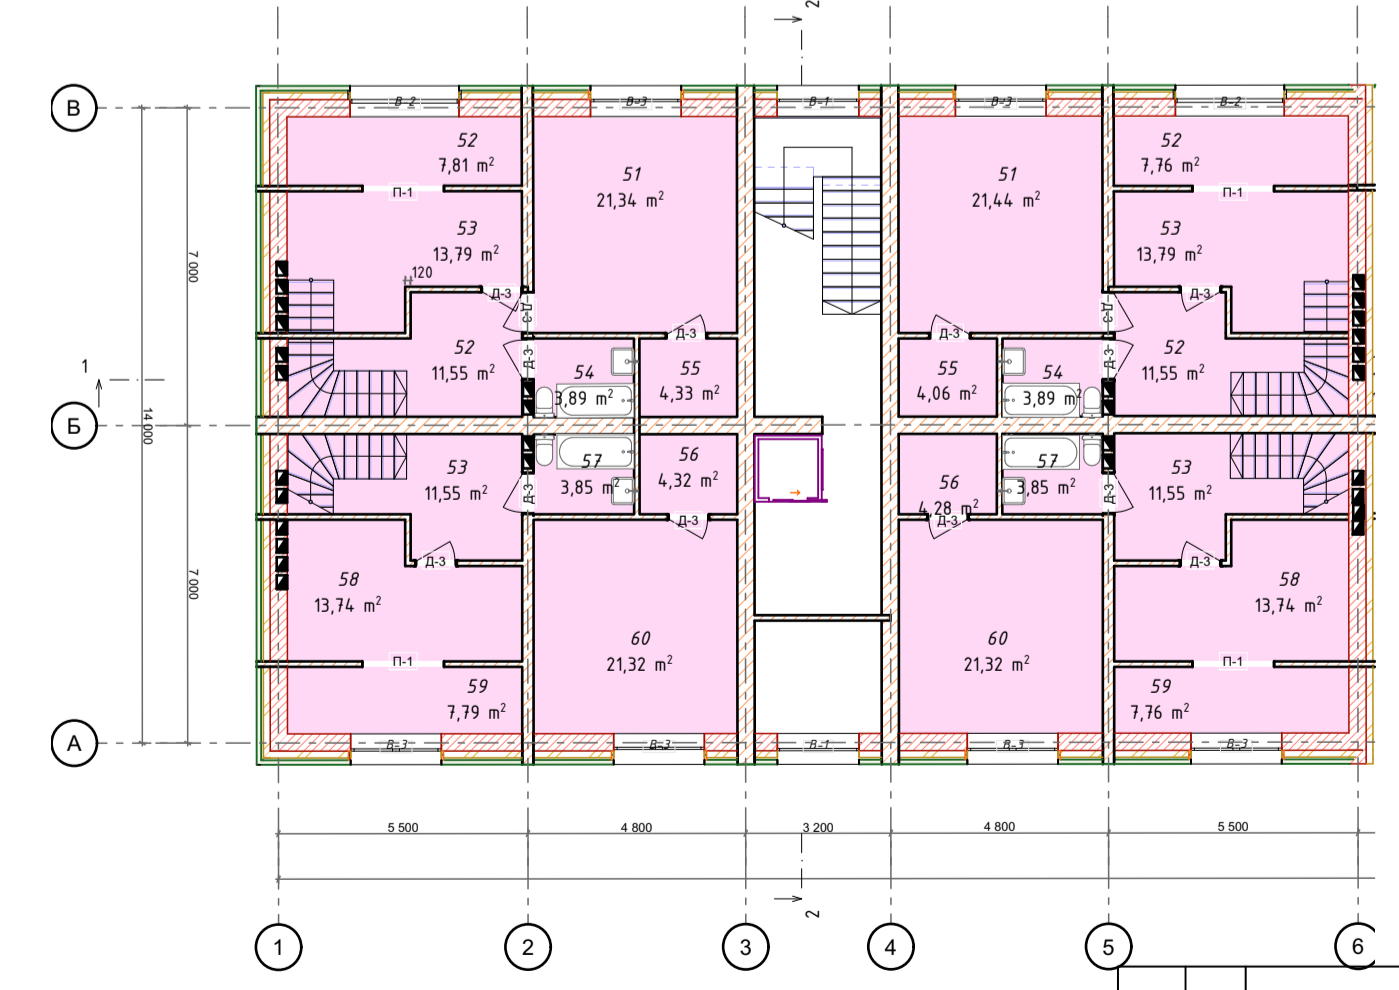 2
В
В-2
В-3
В-1
В-3
В-2
52
7,81 m²
51
21,34 m²
51
21,44 m²
52
7,76 m²
П-1
П-1
53
13,79 m²
53
13,79 m²
7 000
120
Д-3
Д-3
Д-3
Д-3
Д-3
Д-3
1
52
11,55 m²
Д-3
54
3,89 m²
55
4,33 m²
55
4,06 m²
54
3,89 m²
Д-3
52
11,55 m²
14 000
Б
53
11,55 m²
Д-3
57
3,85 m²
56
4,32 m²
56
4,28 m²
57
3,85 m²
Д-3
53
11,55 m²
Д-3
Д-3
Д-3
Д-3
7 000
58
13,74 m²
58
13,74 m²
60
21,32 m²
60
21,32 m²
П-1
П-1
59
7,79 m²
59
7,76 m²
А
В-3
В-3
В-1
В-3
В-3
5 500
4 800
3 200
4 800
5 500
2
1
2
3
4
5
6